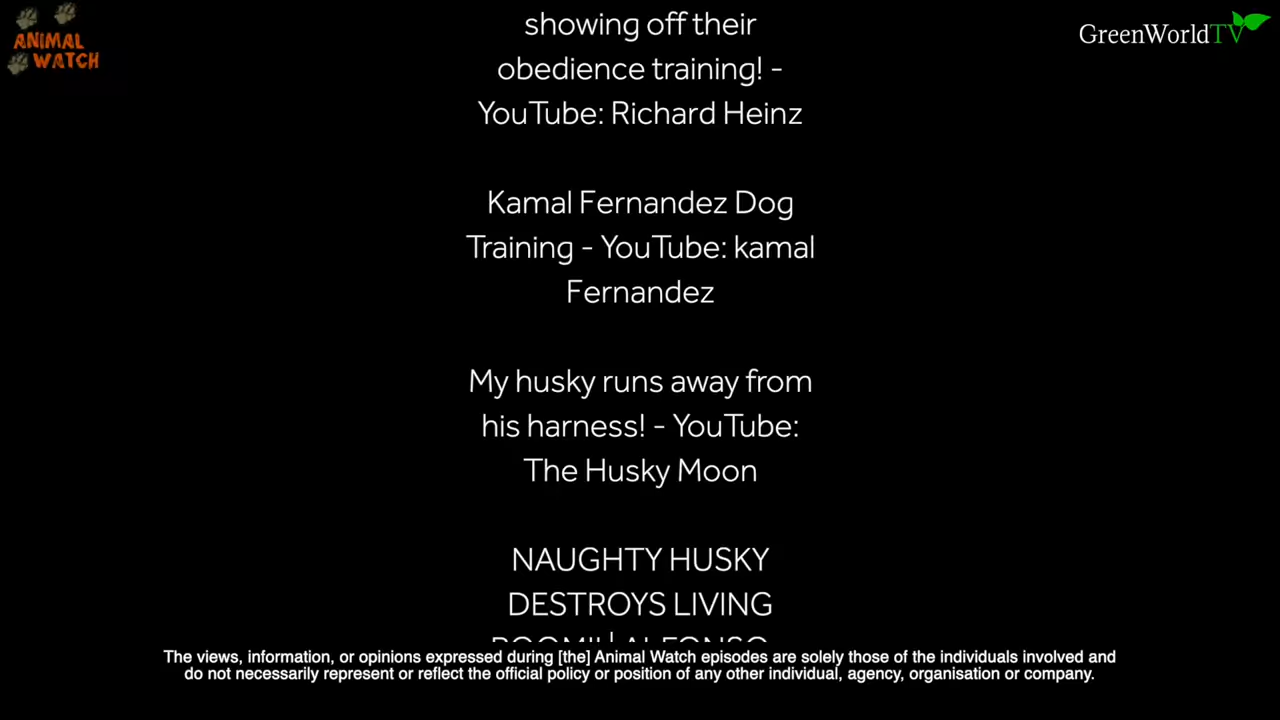 ANIMAL
WATCH
GreenWorldTV
showing off their
obedience training! -
YouTube: Richard Heinz
Kamal Fernandez Dog
Training - YouTube: kamal
Fernandez
My husky runs away from
his harness! - YouTube:
The Husky Moon
NAUGHTY HUSKY
DESTROYS LIVING
The views, information, or opinions expressed during [the] Animal Watch episodes are solely those of the individuals involved and
do not necessarily represent or reflect the official policy or position of any other individual, agency, organisation or company.